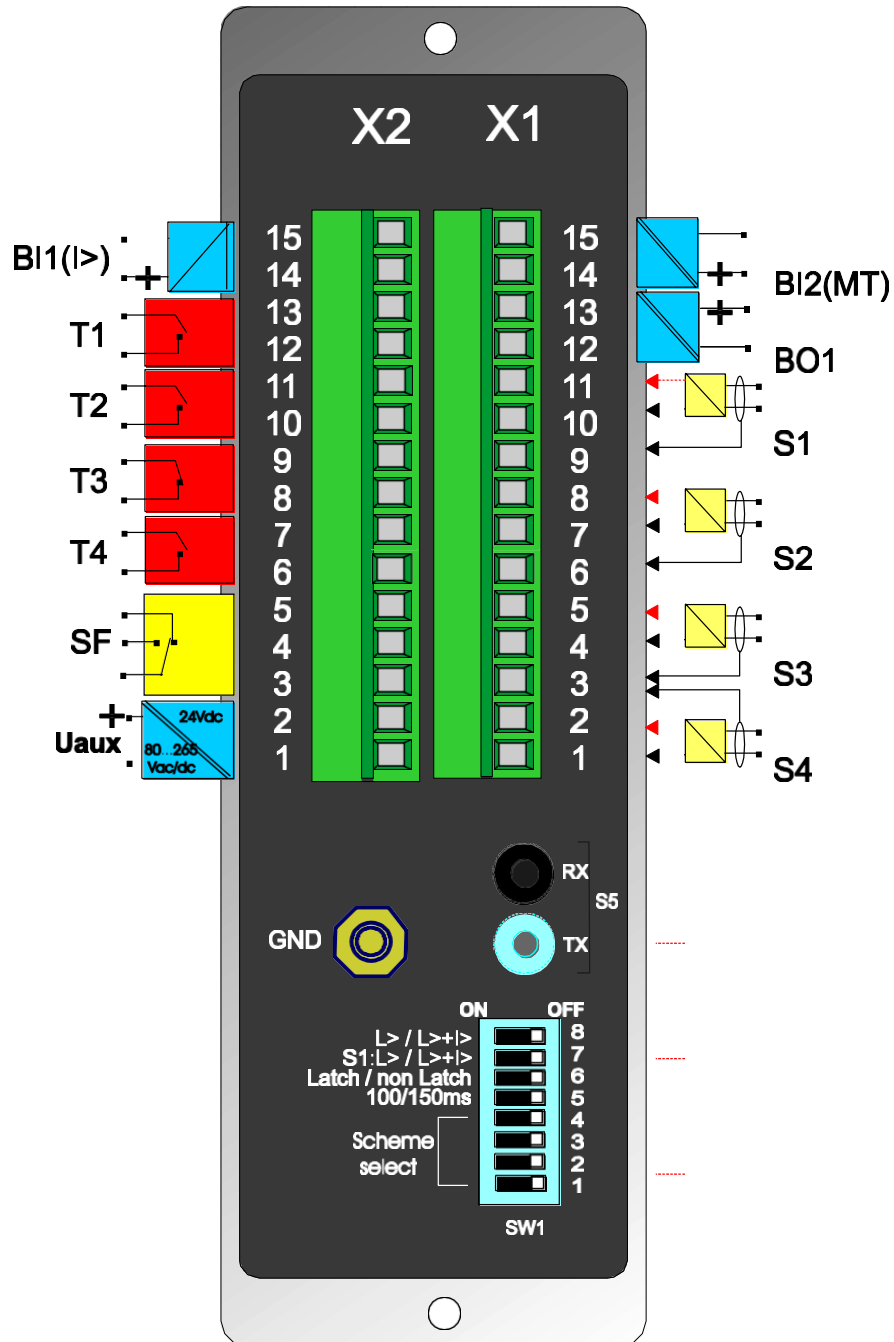 X2 X1
BI1(I>)
T1
T2
T3
T4
SF
+
24Vdc
Uaux
80...265
Vac/dc
15
14
13
12
11
10
9
8
7
6
5
4
3
2
1
15
14
13
12
11
10
9
8
7
6
5
4
3
2
1
+
BI2(MT)
+
BO1
S1
S2
S3
S4
+
RX
S5
GND
TX
ON OFF
L> / L>+I> 8
S1:L> / L>+I> 7
Latch / non Latch 6
100/150ms 5
4
Scheme 3
select 2
1
SW1